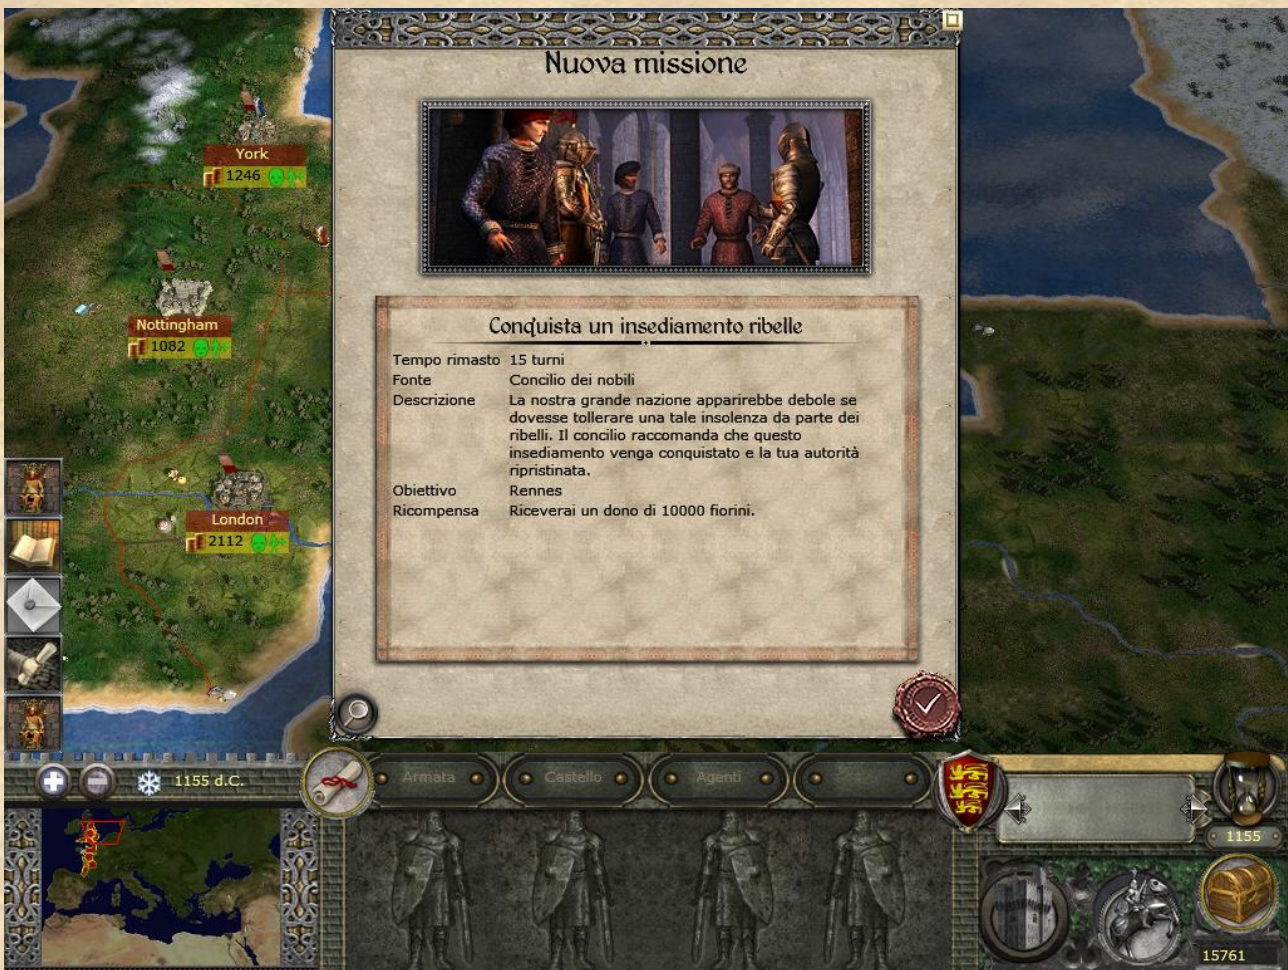 Nuova missione
York
1246
Nottingham
1082
London
2112
Conquista un insediamento ribelle
Tempo rimasto 15 turni
Fonte Concilio dei nobili
Descrizione La nostra grande nazione apparirebbe debole se
dovesse tollerare una tale insolenza da parte dei
ribelli. Il concilio raccomanda che questo
insediamento venga conquistato e la tua autorità
ripristinata.
Obiettivo Rennes
Ricompensa Riceverai un dono di 10000 fiorini.
1155 d.C.
Armata
Castello
Agenti
1155
15761